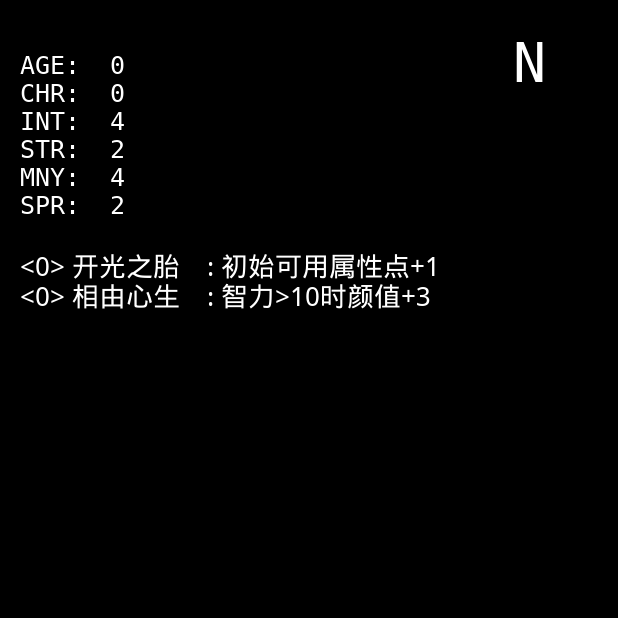 N
AGE: 0
CHR: 0
INT: 4
STR: 2
MNY: 4
SPR: 2
<0> 开光之胎 : 初始可用属性点+1
<0> 相由心生 : 智力>10时颜值+3